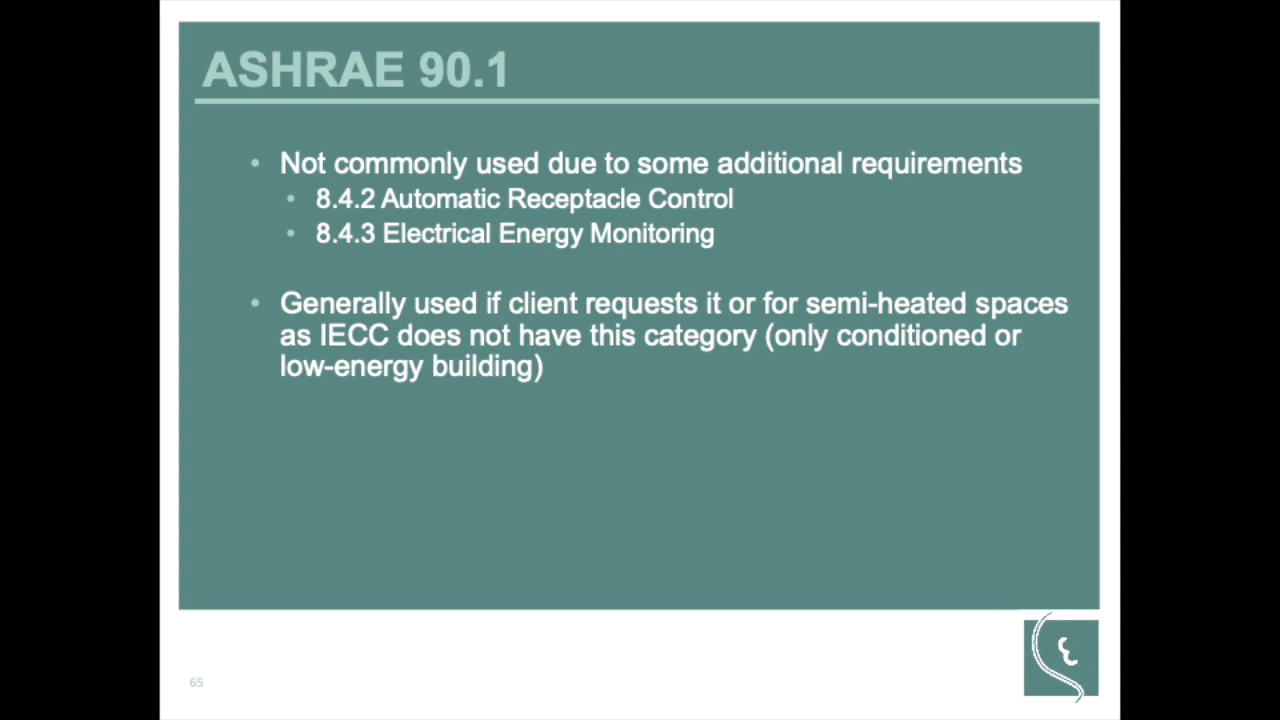 ASHRAE 90.1
• Not commonly used due to some additional requirements
• 8.4.2 Automatic Receptacle Control
• 8.4.3 Electrical Energy Monitoring
• Generally used if client requests it or for semi-heated spaces
as IECC does not have this category (only conditioned or
low-energy building)
65